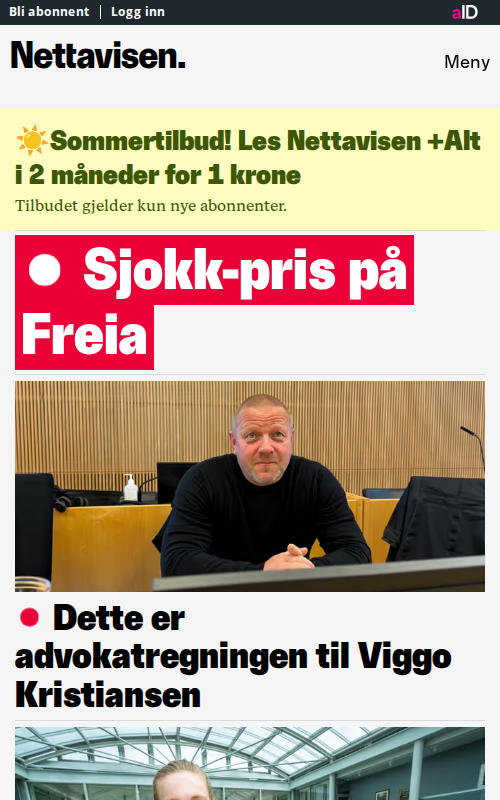 Bli abonnent | Logg inn
aID
Nettavisen.
Meny
☀️Sommertilbud! Les Nettavisen +Alt
i 2 måneder for 1 krone
Tilbudet gjelder kun nye abonnenter.
Sjokk-pris på
Freia
Dette er
advokatregningen til Viggo
Kristiansen